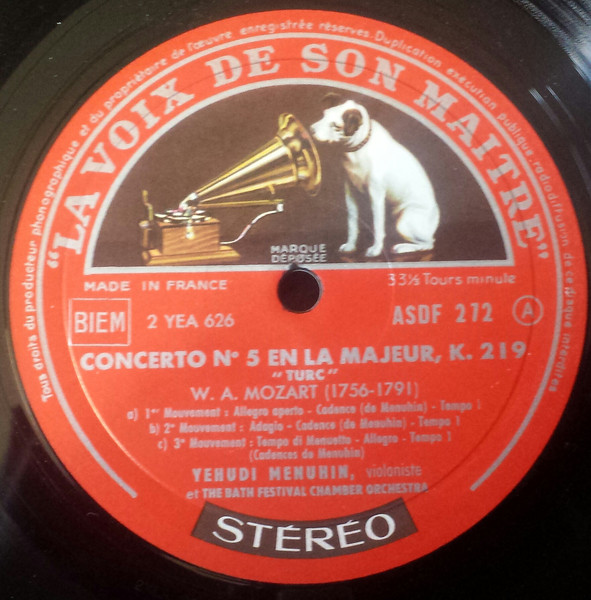 Tous droits du producteur phonographique et du propriétaire de l'œuvre enregistrée réservés. Duplication exécution publique, radiodiffusion de ce disque interdites
"LA VOIX DE SON MAITRE"
MARQUE
DÉPOSÉE
MADE IN FRANCE
33⅓ Tours minute
BIEM
2 YEA 626
ASDF 272
A
CONCERTO N° 5 EN LA MAJEUR, K. 219
"TURC"
W. A. MOZART (1756-1791)
a) 1er Mouvement : Allegro aperto - Cadence (de Menuhin) - Tempo 1
b) 2e Mouvement : Adagio - Cadence (de Menuhin) - Tempo 1
c) 3e Mouvement : Tempo di Menuetto - Allegro - Tempo 1
(Cadences de Menuhin)
YEHUDI MENUHIN, violoniste
et THE BATH FESTIVAL CHAMBER ORCHESTRA
STÉRÉO